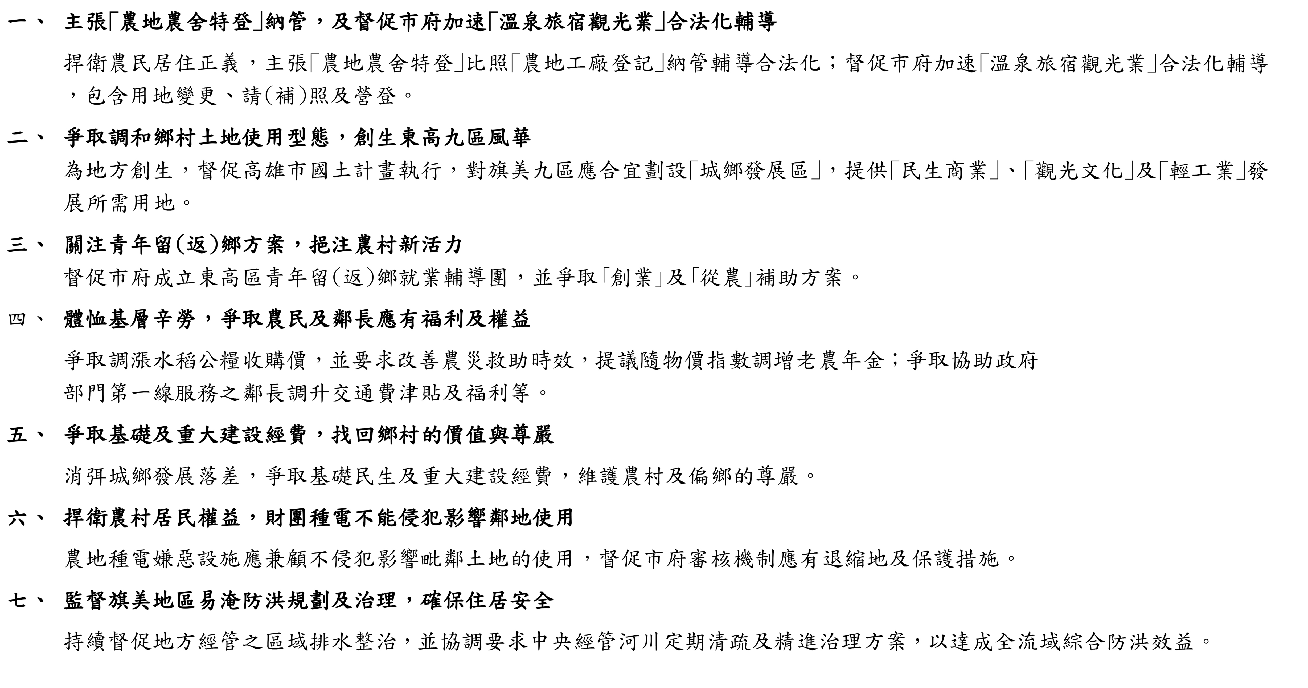 一、 主張「農地農舍特登」納管，及督促市府加速「溫泉旅宿觀光業」合法化輔導
捍衛農民居住正義，主張「農地農舍特登」比照「農地工廠登記」納管輔導合法化；督促市府加速「溫泉旅宿觀光業」合法化輔導
，包含用地變更、請(補)照及營登。
二、 爭取調和鄉村土地使用型態，創生東高九區風華
為地方創生，督促高雄市國土計畫執行，對旗美九區應合宜劃設「城鄉發展區」，提供「民生商業」、「觀光文化」及「輕工業」發
展所需用地。
三、 關注青年留(返)鄉方案，挹注農村新活力
督促市府成立東高區青年留(返)鄉就業輔導團，並爭取「創業」及「從農」補助方案。
四、 體恤基層辛勞，爭取農民及鄰長應有福利及權益
爭取調漲水稻公糧收購價，並要求改善農災救助時效，提議隨物價指數調增老農年金；爭取協助政府
部門第一線服務之鄰長調升交通費津貼及福利等。
五、 爭取基礎及重大建設經費，找回鄉村的價值與尊嚴
消弭城鄉發展落差，爭取基礎民生及重大建設經費，維護農村及偏鄉的尊嚴。
六、 捍衛農村居民權益，財團種電不能侵犯影響鄰地使用
農地種電嫌惡設施應兼顧不侵犯影響毗鄰土地的使用，督促市府審核機制應有退縮地及保護措施。
七、 監督旗美地區易淹防洪規劃及治理，確保住居安全
持續督促地方經管之區域排水整治，並協調要求中央經管河川定期清疏及精進治理方案，以達成全流域綜合防洪效益。